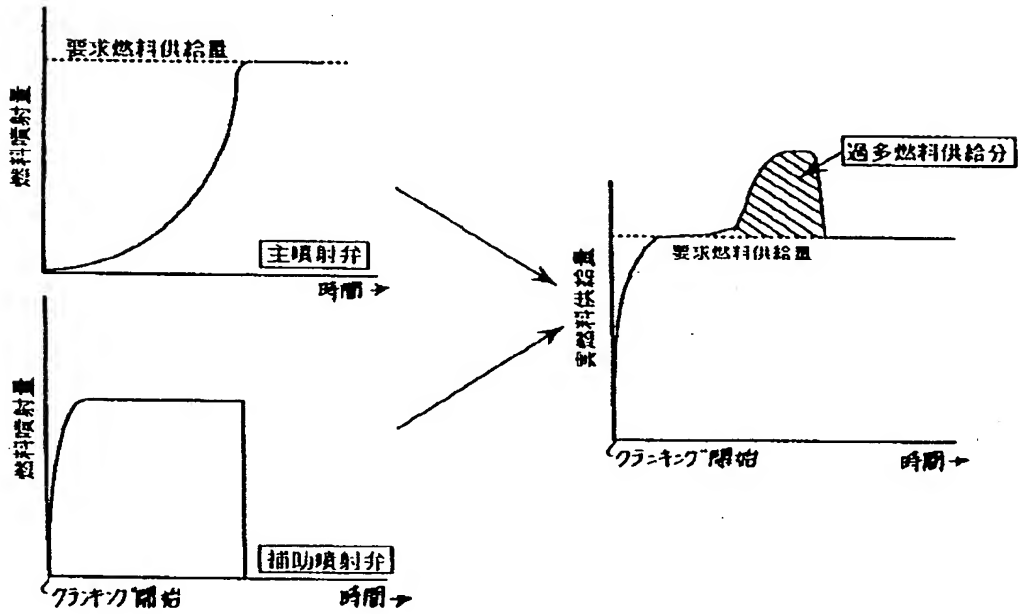 要求燃料供給量
燃料噴射量
主噴射弁
時間→
燃料噴射量
補助噴射弁
クランキング開始
時間→
過多燃料供給分
要求燃料供給量
実燃料供給量
クランキング開始
時間→